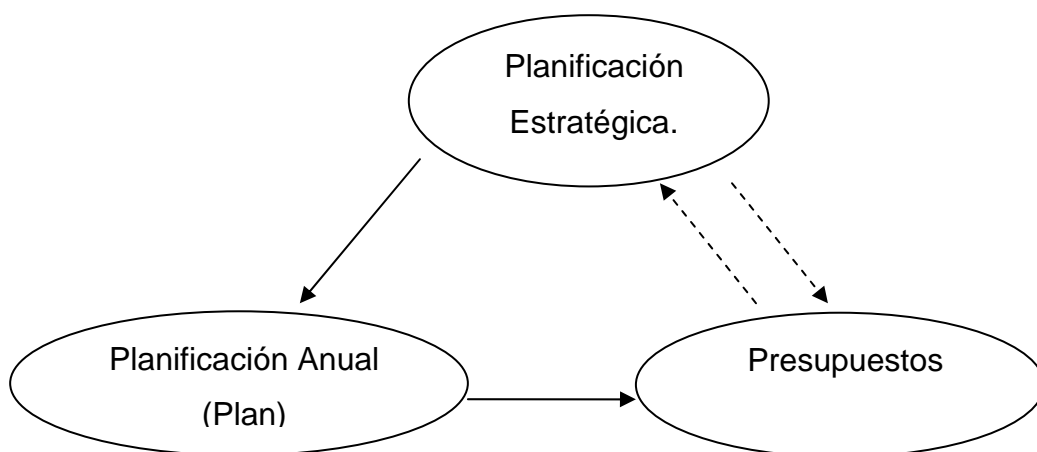 Planificación
Estratégica.
Planificación Anual
(Plan)
Presupuestos